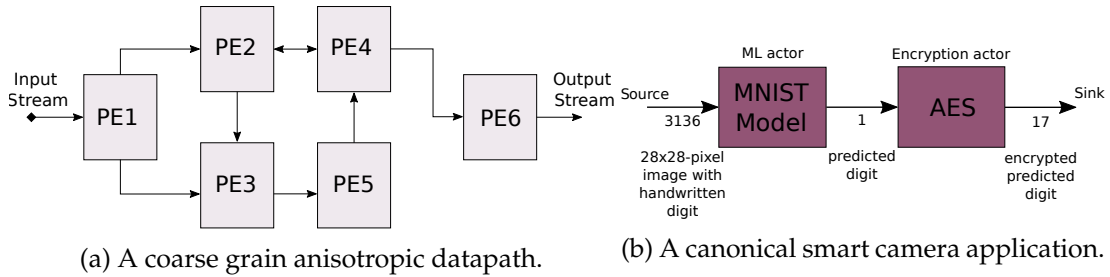 Input
Stream
PE1
PE2
PE4
PE3
PE5
PE6
Output
Stream
(a) A coarse grain anisotropic datapath.
ML actor
Encryption actor
Source
MNIST
Model
AES
Sink
3136
1
17
28x28-pixel
image with
handwritten
digit
predicted
digit
encrypted
predicted
digit
(b) A canonical smart camera application.